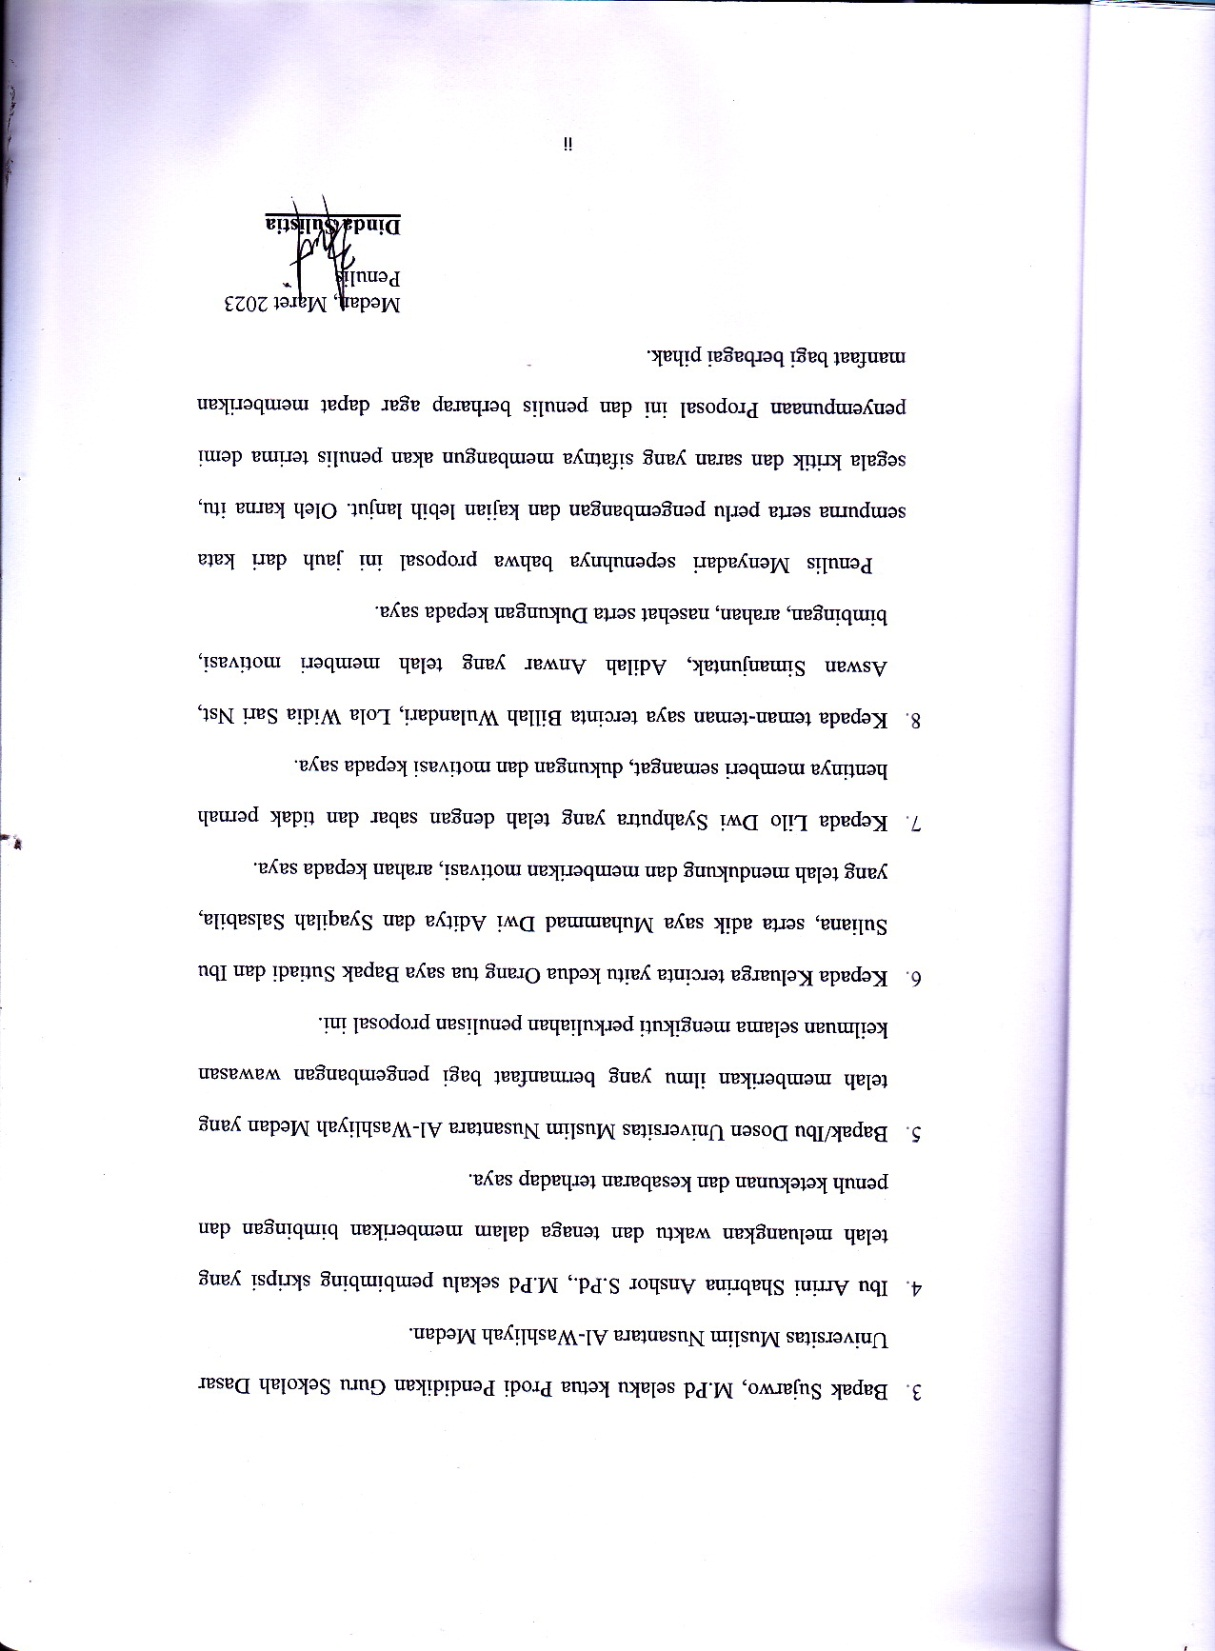 3. Bapak Sujarwo, M.Pd selaku ketua Prodi Pendidikan Guru Sekolah Dasar
Universitas Muslim Nusantara Al-Washliyah Medan.
4. Ibu Arrini Shabrina Anshor S.Pd., M.Pd sekalu pembimbing skripsi yang
telah meluangkan waktu dan tenaga dalam memberikan bimbingan dan
penuh ketekunan dan kesabaran terhadap saya.
5. Bapak/Ibu Dosen Universitas Muslim Nusantara Al-Washliyah Medan yang
telah memberikan ilmu yang bermanfaat bagi pengembangan wawasan
keilmuan selama mengikuti perkuliahan penulisan proposal ini.
6. Kepada Keluarga tercinta yaitu kedua Orang tua saya Bapak Sutiadi dan Ibu
Suliana, serta adik saya Muhammad Dwi Aditya dan Syaqilah Salsabila,
yang telah mendukung dan memberikan motivasi, arahan kepada saya.
7. Kepada Lilo Dwi Syahputra yang telah dengan sabar dan tidak pernah
hentinya memberi semangat, dukungan dan motivasi kepada saya.
8. Kepada teman-teman saya tercinta Billah Wulandari, Lola Widia Sari Nst,
Aswan Simanjuntak, Adilah Anwar yang telah memberi motivasi,
bimbingan, arahan, nasehat serta Dukungan kepada saya.
Penulis Menyadari sepenuhnya bahwa proposal ini jauh dari kata
sempurna serta perlu pengembangan dan kajian lebih lanjut. Oleh karna itu,
segala kritik dan saran yang sifatnya membangun akan penulis terima demi
penyempunaan Proposal ini dan penulis berharap agar dapat memberikan
manfaat bagi berbagai pihak.
Medan, Maret 2023
Penulis
Dinda Sulistia
ii